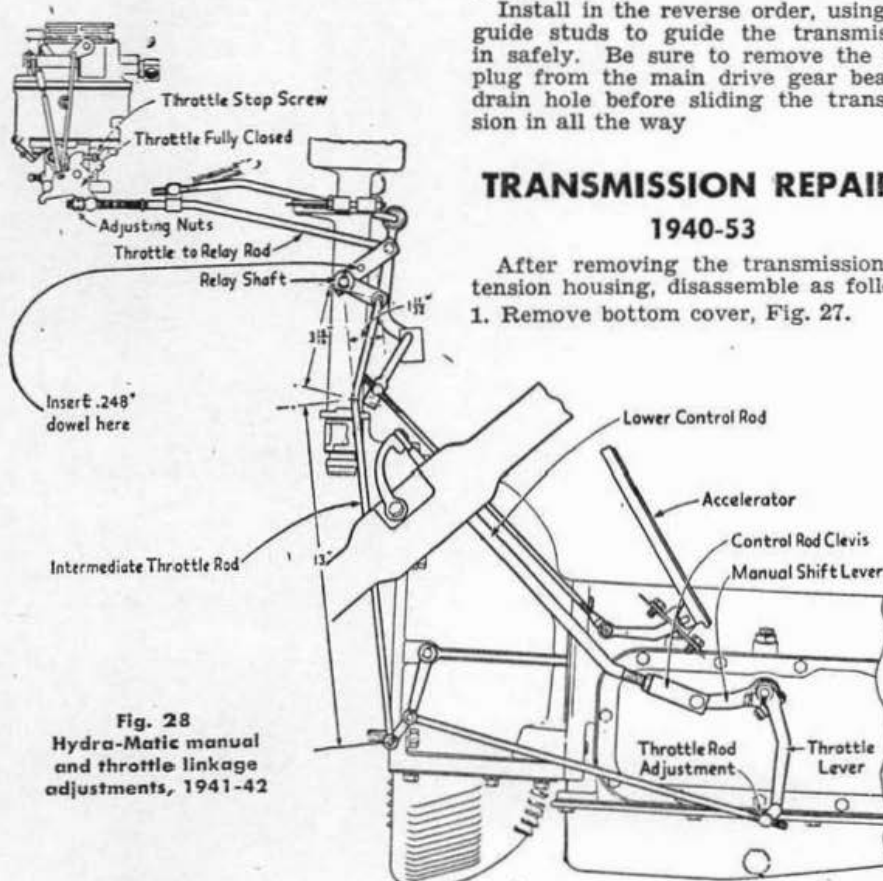 Install in the reverse order, using
guide studs to guide the transmis
in safely. Be sure to remove the
plug from the main drive gear bea
drain hole before sliding the trans
sion in all the way
TRANSMISSION REPAI
1940-53
After removing the transmission
tension housing, disassemble as foll
1. Remove bottom cover, Fig. 27.
Throttle Stop Screw
Throttle Fully Closed
Adjusting Nuts
Throttle to Relay Rod
Relay Shaft
Insert .248"
dowel here
Lower Control Rod
Accelerator
Control Rod Clevis
Manual Shift Lever
Intermediate Throttle Rod
13"
Throttle Rod
Adjustment
Throttle
Lever
Fig. 28
Hydra-Matic manual
and throttle linkage
adjustments, 1941-42